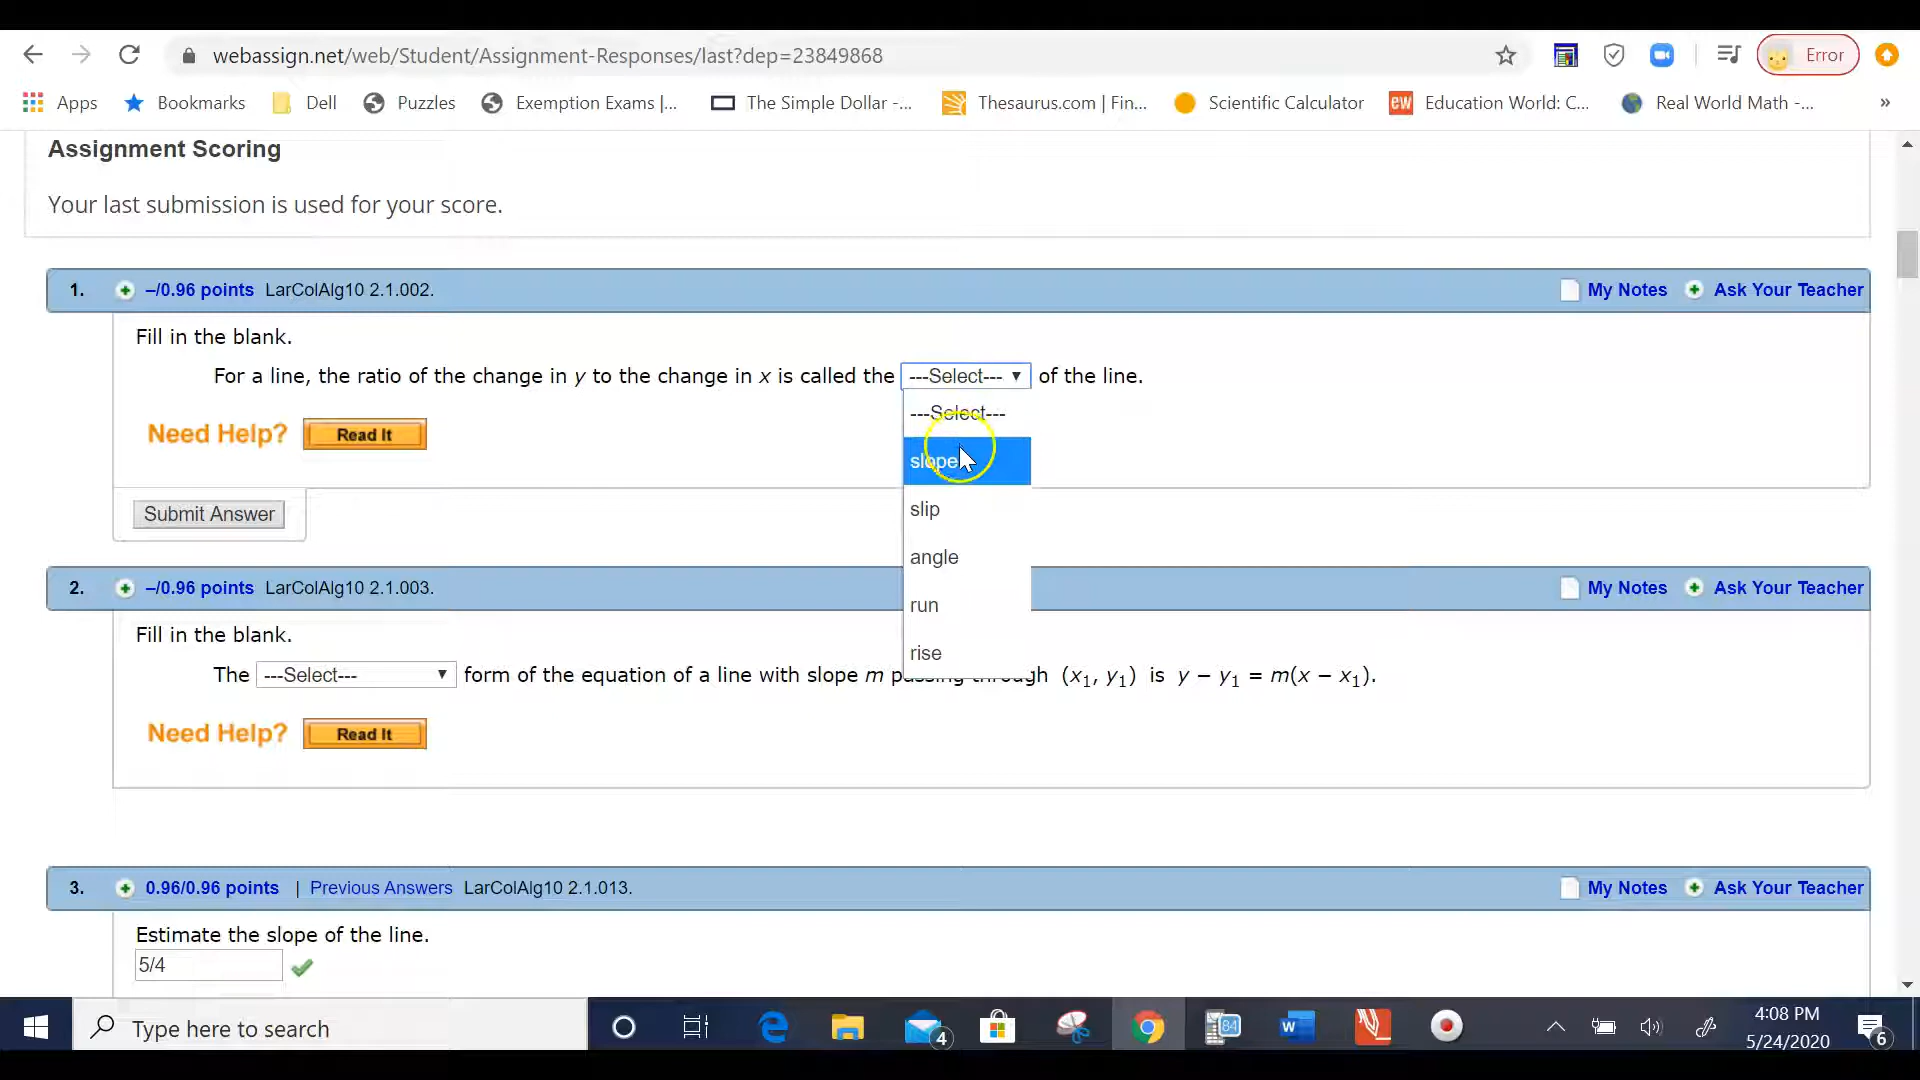 webassign.net/web/Student/Assignment-Responses/last?dep=23849868
Error
Apps
Bookmarks
Dell
Puzzles
Exemption Exams |...
The Simple Dollar -...
Thesaurus.com | Fin...
Scientific Calculator
ew
Education World: C...
Real World Math -...
»
Assignment Scoring
Your last submission is used for your score.
1. –/0.96 points LarColAlg10 2.1.002. My Notes Ask Your Teacher
Fill in the blank.
For a line, the ratio of the change in y to the change in x is called the ---Select--- of the line.
---Select---
slope
slip
angle
run
rise
Need Help? Read It
Submit Answer
2. –/0.96 points LarColAlg10 2.1.003. My Notes Ask Your Teacher
Fill in the blank.
The ---Select--- form of the equation of a line with slope m passing through (x₁, y₁) is y − y₁ = m(x − x₁).
Need Help? Read It
3. 0.96/0.96 points | Previous Answers LarColAlg10 2.1.013. My Notes Ask Your Teacher
Estimate the slope of the line.
5/4
Type here to search
4
84
W
4:08 PM
5/24/2020
6